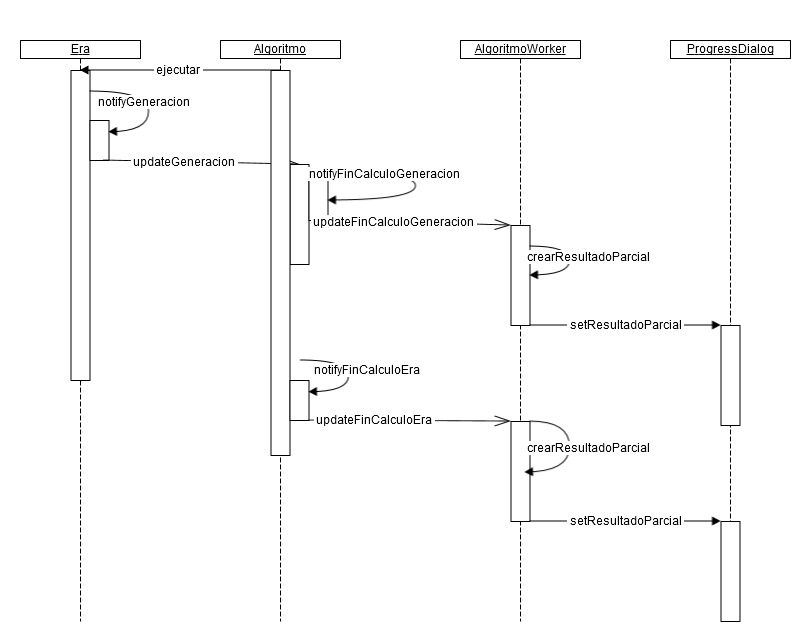 Era
Algoritmo
AlgoritmoWorker
ProgressDialog
ejecutar
notifyGeneracion
updateGeneracion
notifyFinCalculoGeneracion
updateFinCalculoGeneracion
crearResultadoParcial
setResultadoParcial
notifyFinCalculoEra
updateFinCalculoEra
crearResultadoParcial
setResultadoParcial